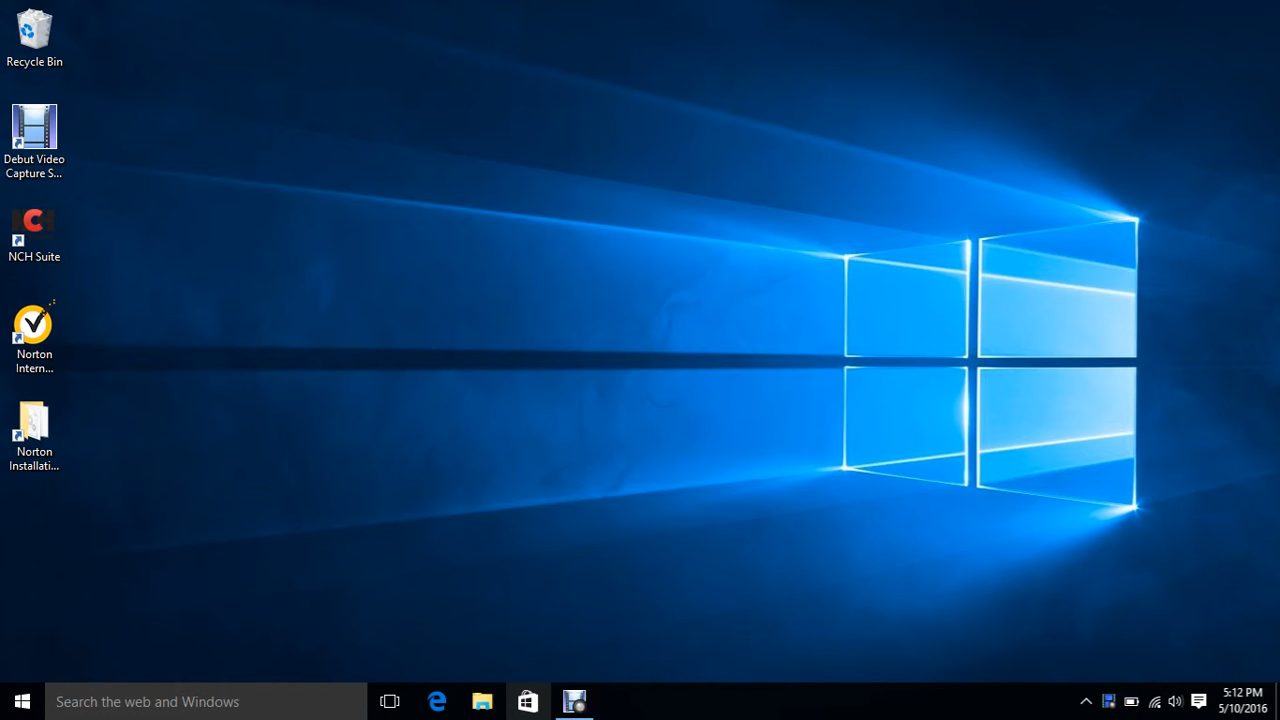 Recycle Bin
Debut Video
Capture S...
NCH Suite
Norton
Intern...
Norton
Installati...
Search the web and Windows
5:12 PM
5/10/2016